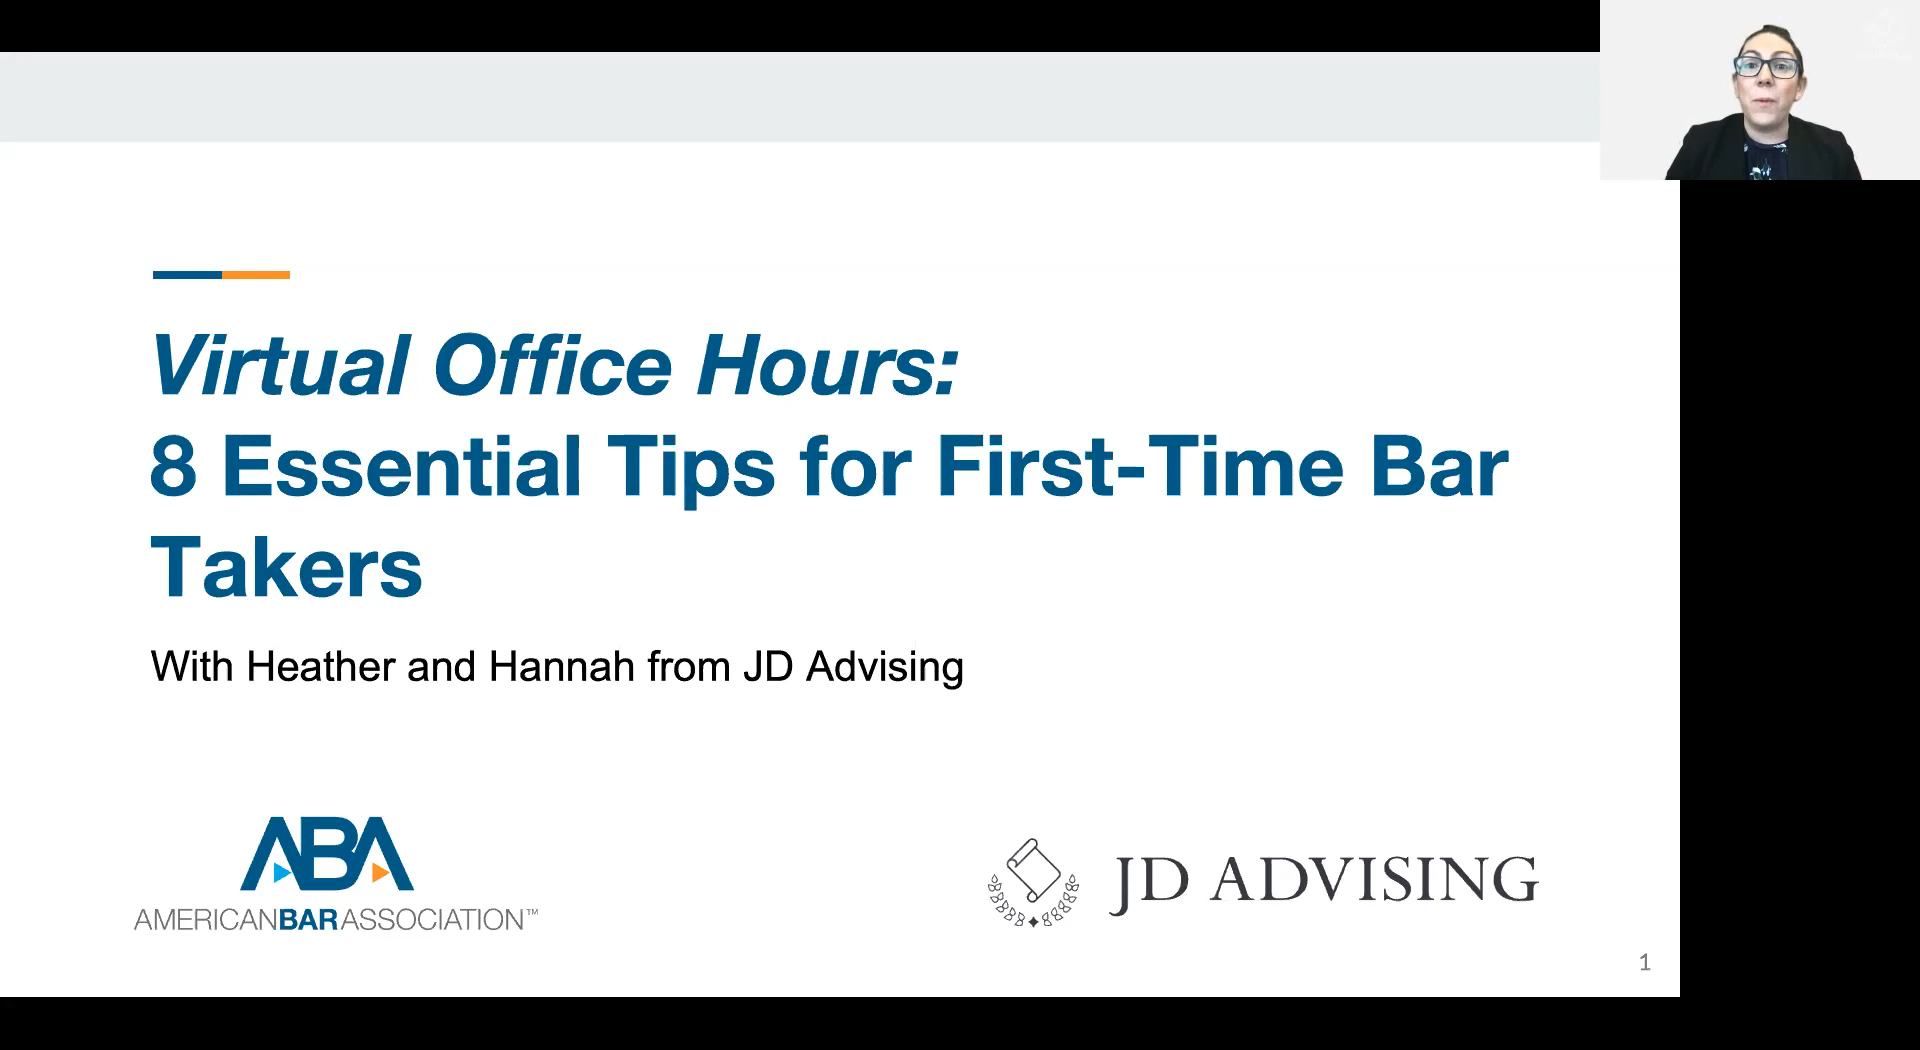 Virtual Office Hours:
8 Essential Tips for First-Time Bar
Takers
With Heather and Hannah from JD Advising
ABA
AMERICANBARASSOCIATION™
JD ADVISING
1